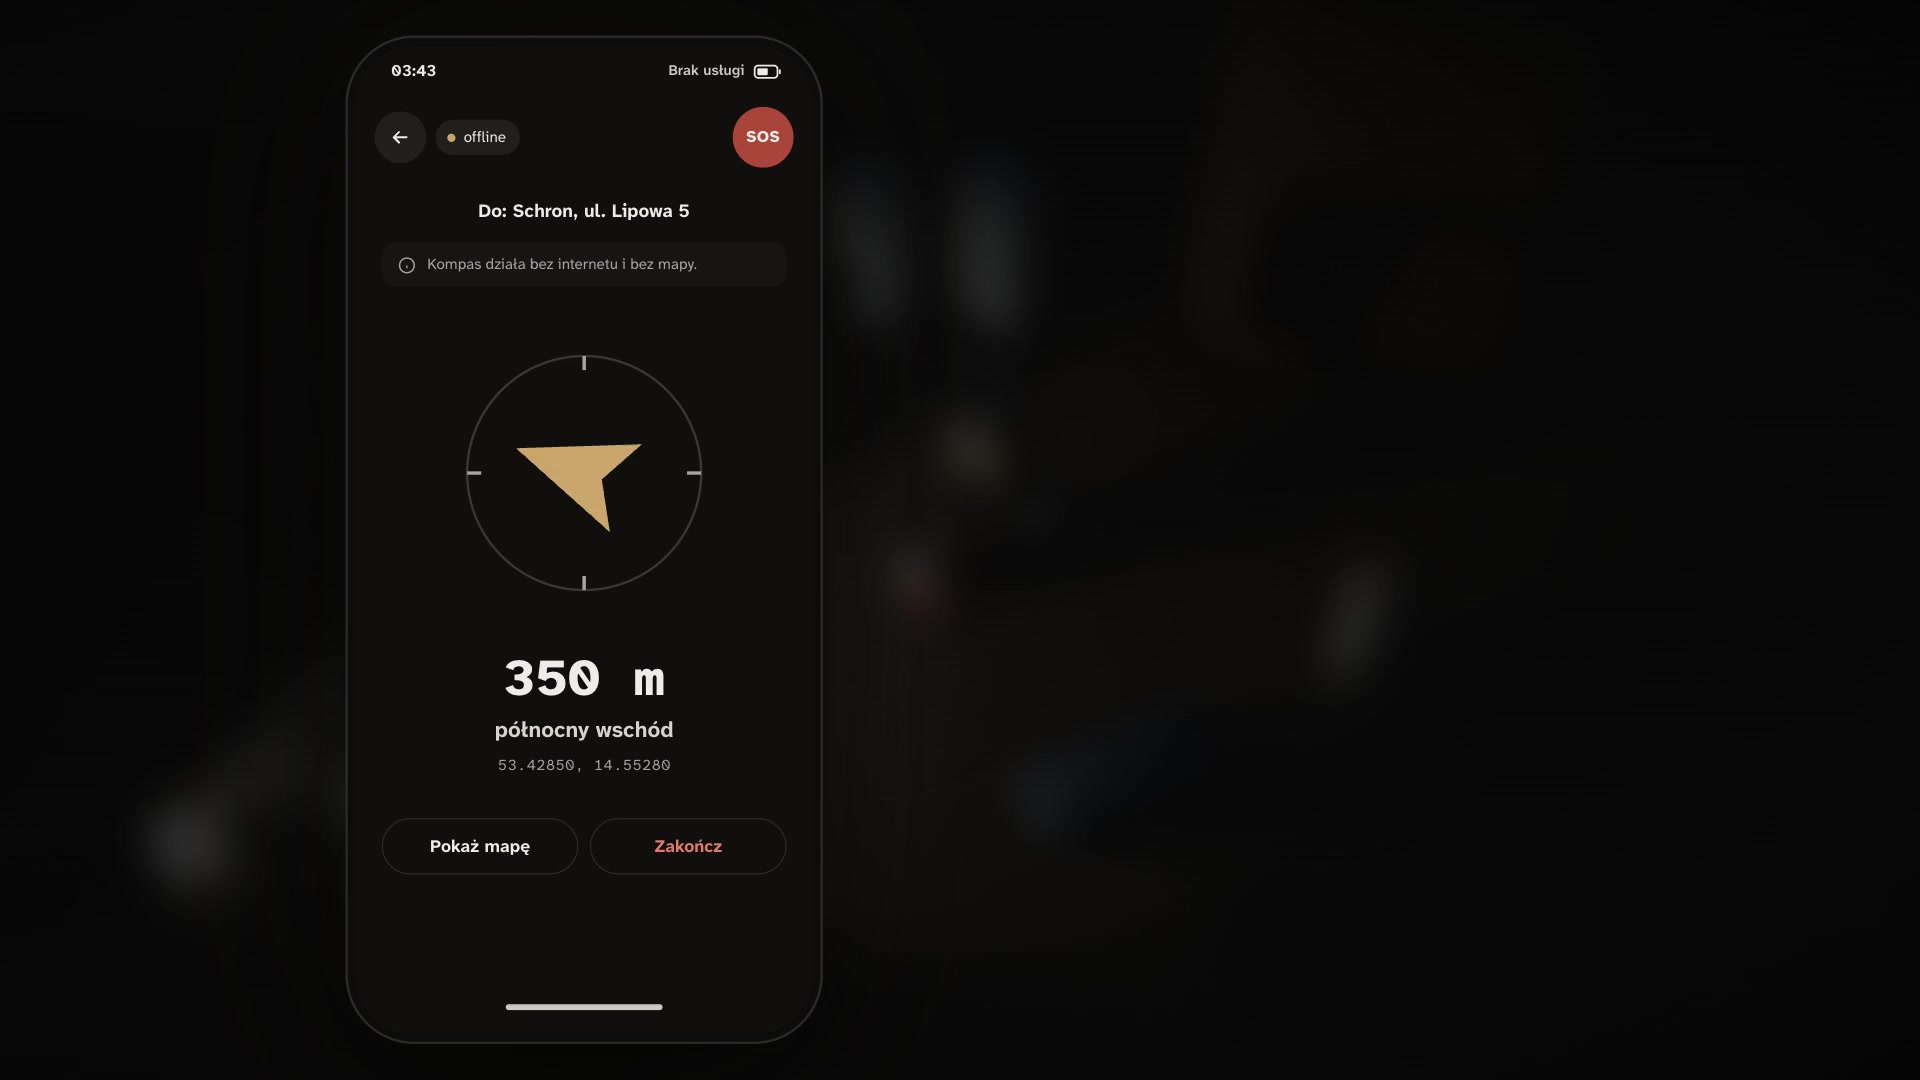 03:43 Brak usługi
offline SOS
Do: Schron, ul. Lipowa 5
Kompas działa bez internetu i bez mapy.
350 m
północny wschód
53.42850, 14.55280
Pokaż mapę Zakończ